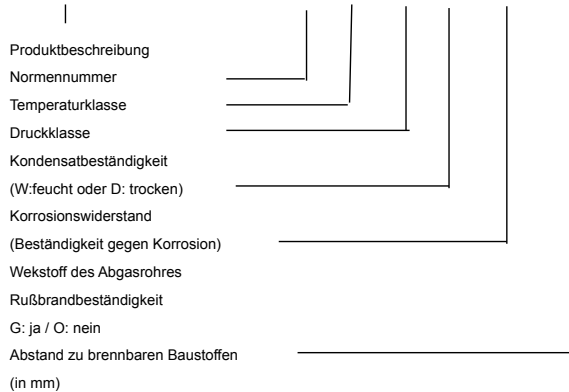 Produktbeschreibung
Normennummer
Temperaturklasse
Druckklasse
Kondensatbeständigkeit
(W:feucht oder D: trocken)
Korrosionswiderstand
(Beständigkeit gegen Korrosion)
Wekstoff des Abgasrohres
Rußbrandbeständigkeit
G: ja / O: nein
Abstand zu brennbaren Baustoffen
(in mm)